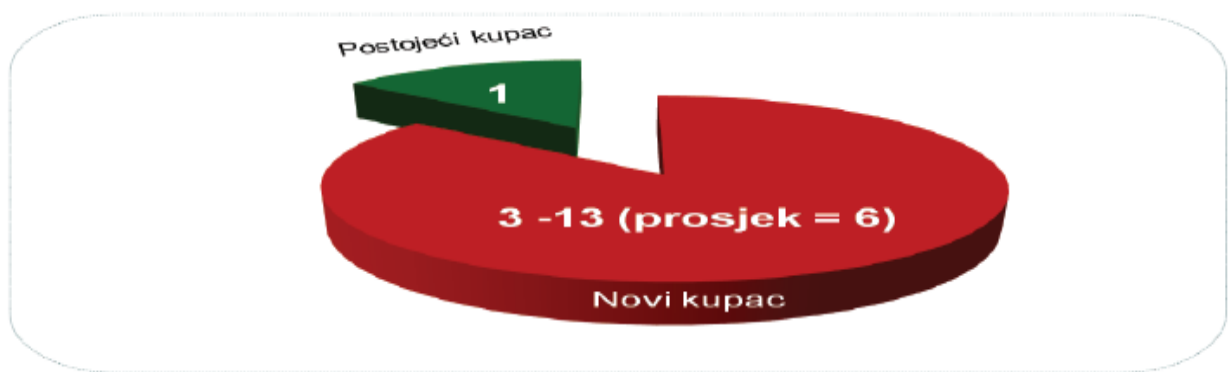 Postojeći kupac
1
3 -13 (prosjek = 6)
Novi kupac